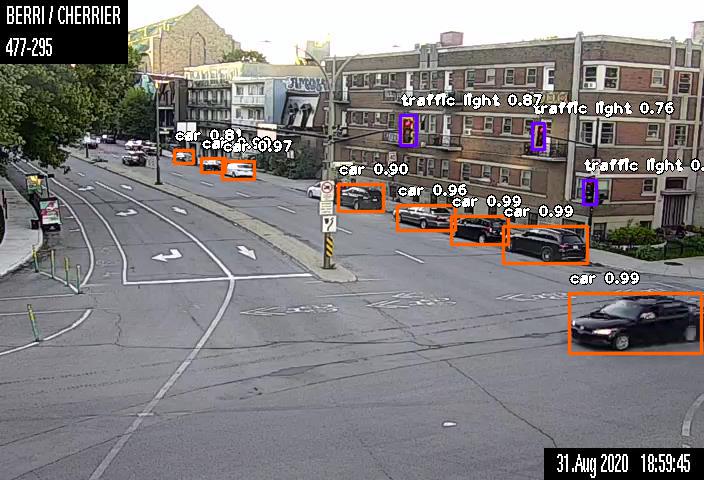 BERRI / CHERRIER
477-295
traffic light 0.87
traffic light 0.76
car 0.81
car 0.97
traffic light 0.
car 0.90
car 0.96
car 0.99
car 0.99
car 0.99
31.Aug 2020 18:59:45